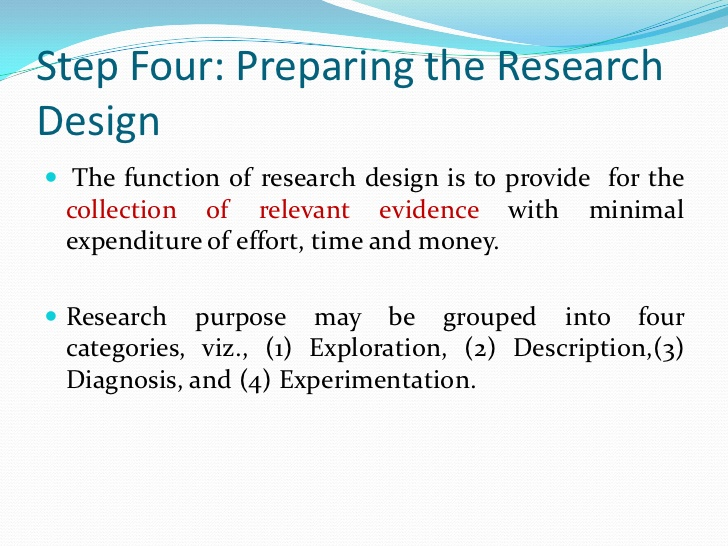 Step Four: Preparing the Research
Design
• The function of research design is to provide for the
collection of relevant evidence with minimal
expenditure of effort, time and money.
• Research purpose may be grouped into four
categories, viz., (1) Exploration, (2) Description,(3)
Diagnosis, and (4) Experimentation.